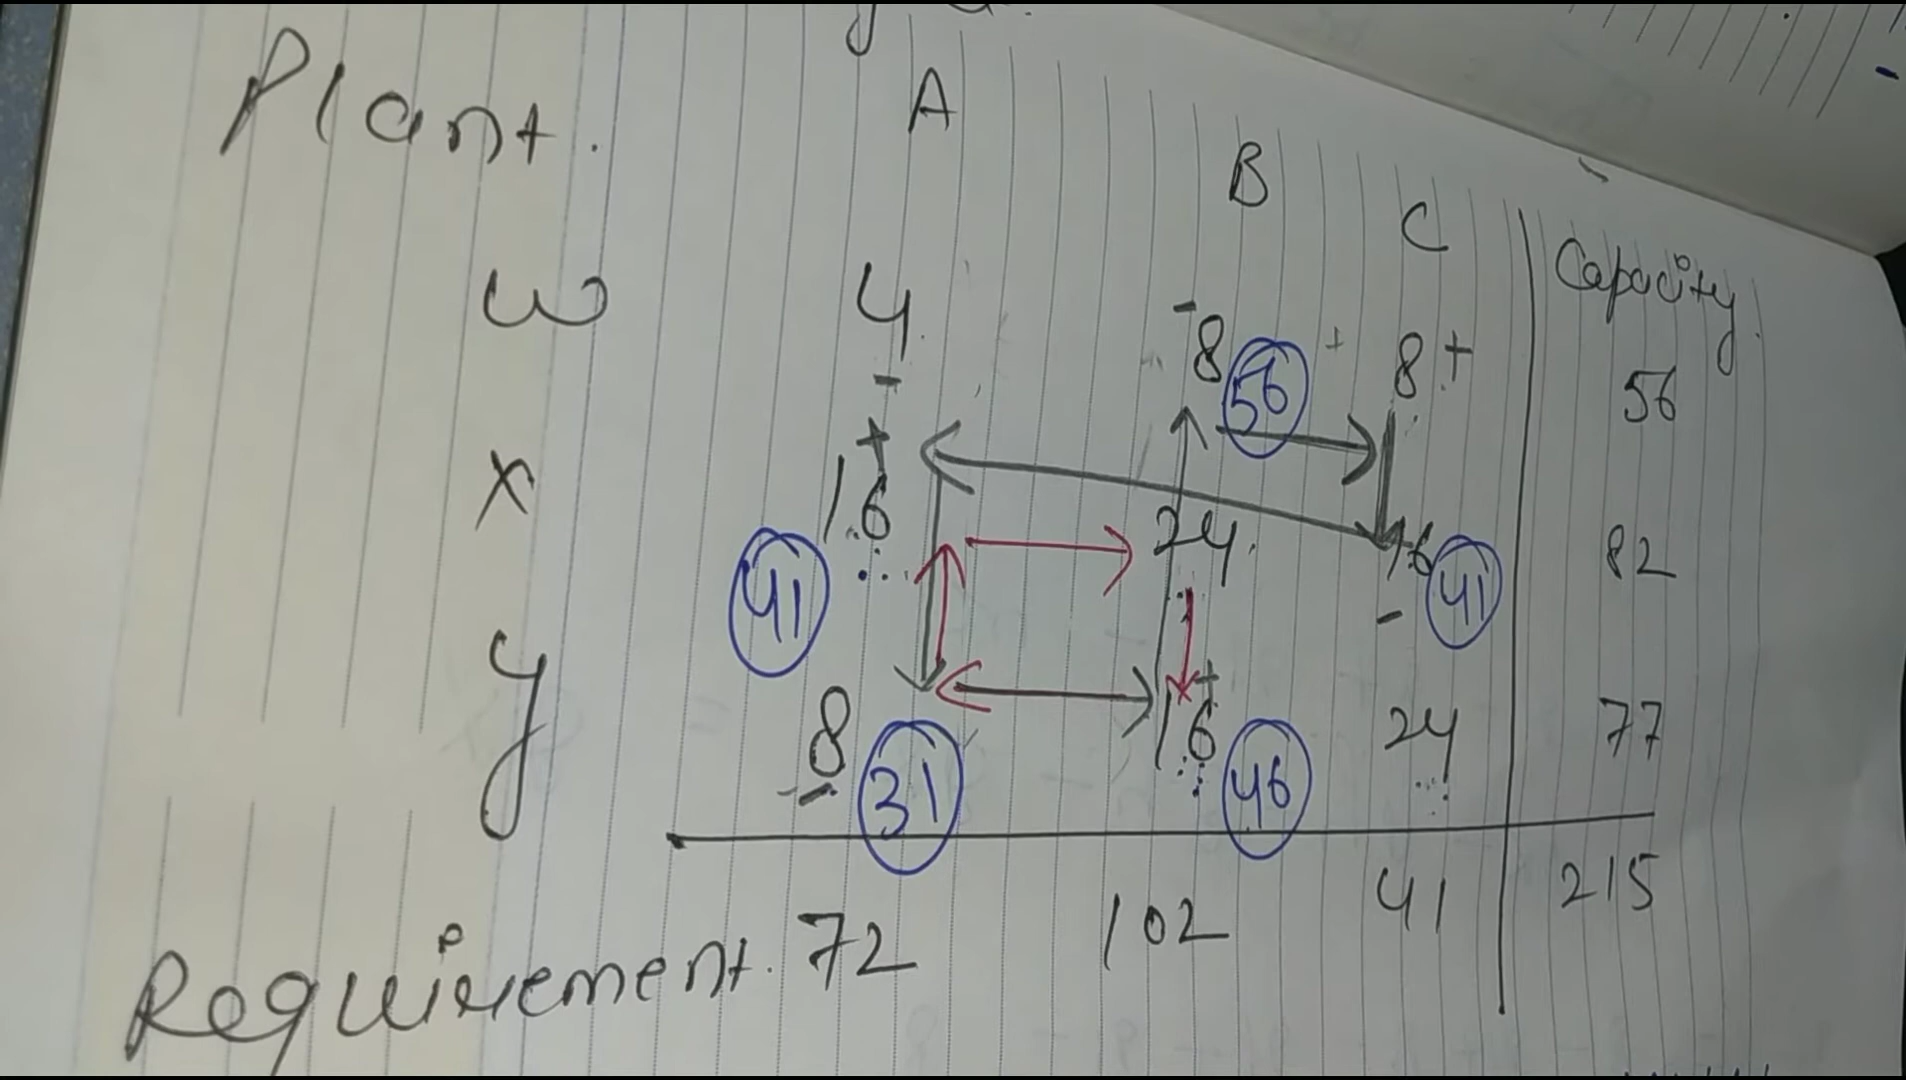 Plant. A B C Capacity
w 4 -8 56 + 8 + 56
-
+
x 16 41 24 16 41 82
-
+
y 8 31 16 46 24 77
-
Requirement. 72 102 41 215